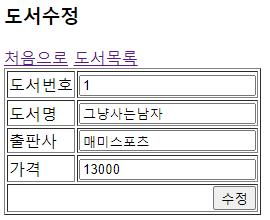 도서수정
처음으로 도서목록
도서번호 1
도서명 그냥사는남자
출판사 매미스포츠
가격 13000
수정